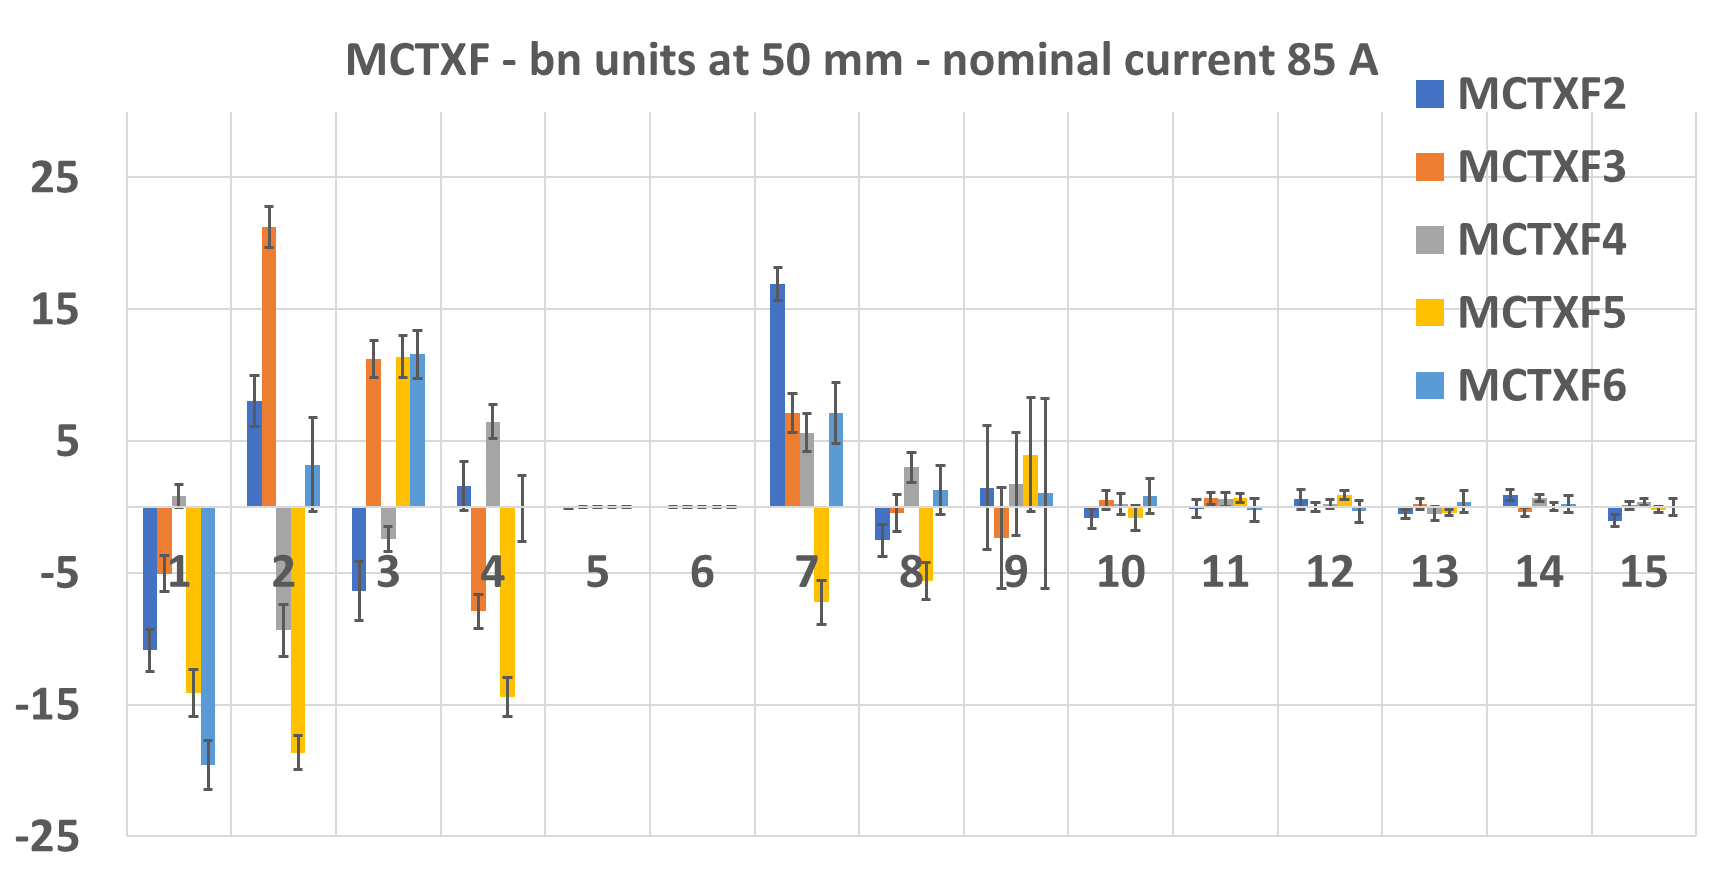 MCTXF - bn units at 50 mm - nominal current 85 A
MCTXF2
MCTXF3
MCTXF4
MCTXF5
MCTXF6
25
15
5
-5
-15
-25
1 2 3 4 5 6 7 8 9 10 11 12 13 14 15